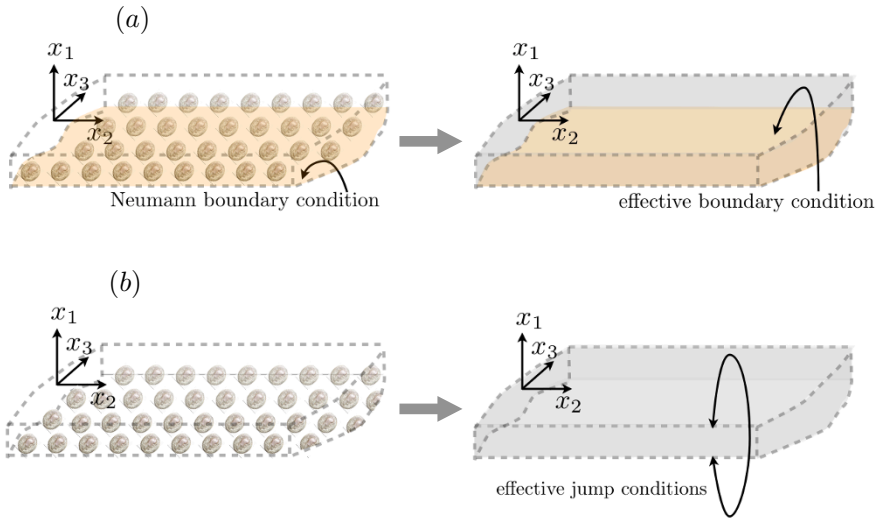 (a)
x₁
x₃
x₂
Neumann boundary condition
x₁
x₃
x₂
effective boundary condition
(b)
x₁
x₃
x₂
x₁
x₃
x₂
effective jump conditions